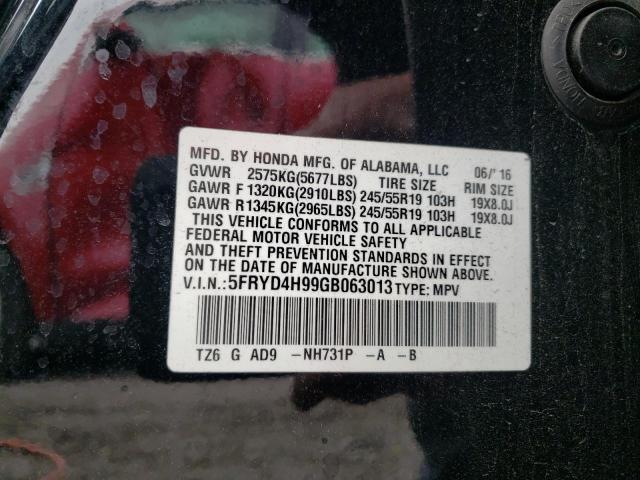 MFD. BY HONDA MFG. OF ALABAMA, LLC 06/'16
GVWR 2575KG(5677LBS) TIRE SIZE RIM SIZE
GAWR F 1320KG(2910LBS) 245/55R19 103H 19X8.0J
GAWR R1345KG(2965LBS) 245/55R19 103H 19X8.0J
THIS VEHICLE CONFORMS TO ALL APPLICABLE
FEDERAL MOTOR VEHICLE SAFETY
AND THEFT PREVENTION STANDARDS IN EFFECT
ON THE DATE OF MANUFACTURE SHOWN ABOVE.
V.I.N.:5FRYD4H99GB063013 TYPE: MPV
TZ6 G AD9 -NH731P -A -B
HONDA